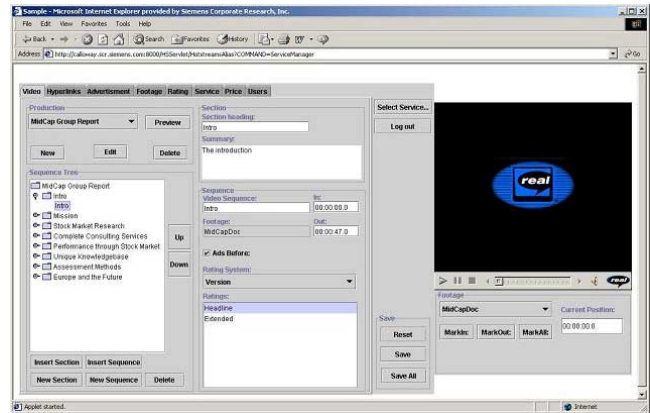 Sample - Microsoft Internet Explorer provided by Siemens Corporate Research, Inc.
File Edit View Favorites Tools Help
Back Search Favorites History
Address http://calloway.scr.siemens.com:8000/HSServlet/HotstreamsAlias?COMMAND=ServiceManager Go
Video Hyperlinks Advertisment Footage Rating Service Price Users
Production
MidCap Group Report Preview
New Edit Delete
Sequence Tree
MidCap Group Report
Intro
Intro
Mission
Stock Market Research
Complete Consulting Services
Performance through Stock Market
Unique Knowledgebase
Assessment Methods
Europe and the Future
Up
Down
Insert Section Insert Sequence
New Section New Sequence Delete
Section
Section heading:
Intro
Summary:
The introduction
Sequence
Video Sequence: In:
Intro 00:00:00.0
Footage: Out:
MidCapDoc 00:00:47.0
Ads Before:
Rating System:
Version
Ratings:
Headline
Extended
Select Service...
Log out
Save
Reset
Save
Save All
real
real
Footage
MidCapDoc Current Position:
MarkIn: MarkOut: MarkAll: 00:00:00.0
Applet started. Internet